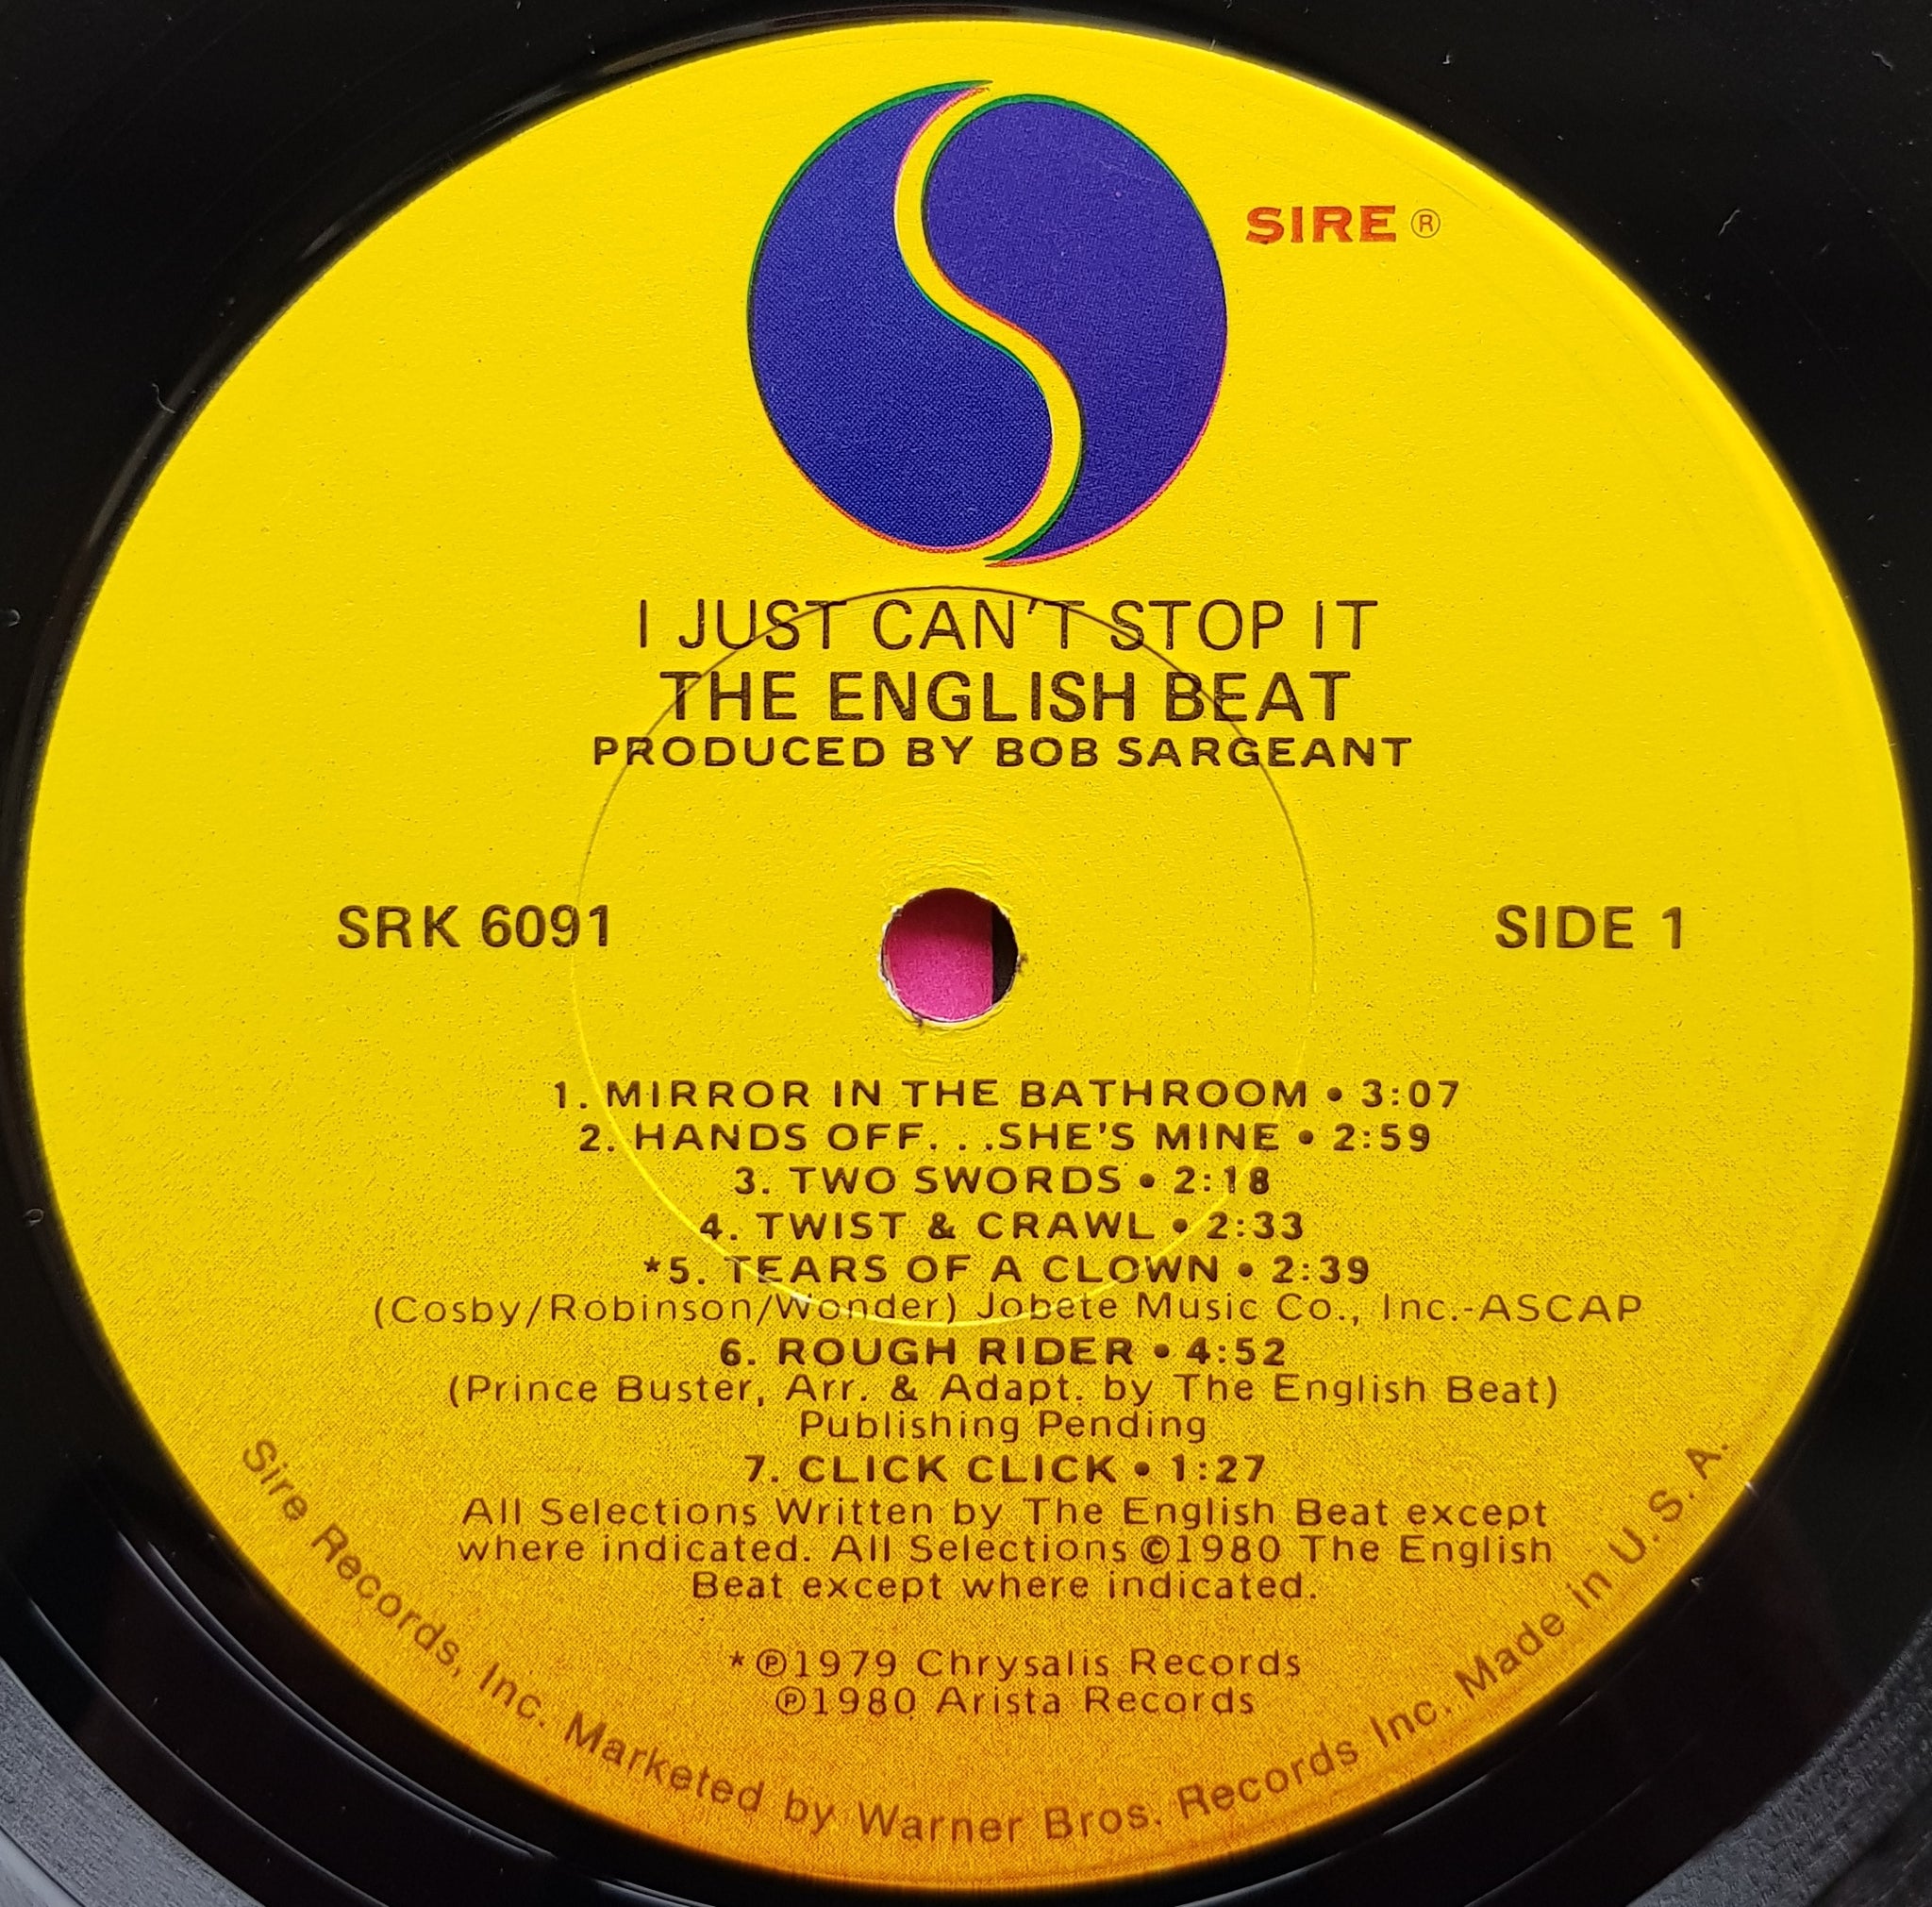 SIRE ®
I JUST CAN'T STOP IT
THE ENGLISH BEAT
PRODUCED BY BOB SARGEANT
SRK 6091
SIDE 1
1. MIRROR IN THE BATHROOM • 3:07
2. HANDS OFF. . .SHE'S MINE • 2:59
3. TWO SWORDS • 2:18
4. TWIST & CRAWL • 2:33
*5. TEARS OF A CLOWN • 2:39
(Cosby/Robinson/Wonder) Jobete Music Co., Inc.-ASCAP
6. ROUGH RIDER • 4:52
(Prince Buster, Arr. & Adapt. by The English Beat)
Publishing Pending
7. CLICK CLICK • 1:27
All Selections Written by The English Beat except
where indicated. All Selections ©1980 The English
Beat except where indicated.
*℗1979 Chrysalis Records
℗1980 Arista Records
Sire Records, Inc. Marketed by Warner Bros. Records Inc. Made in U.S.A.